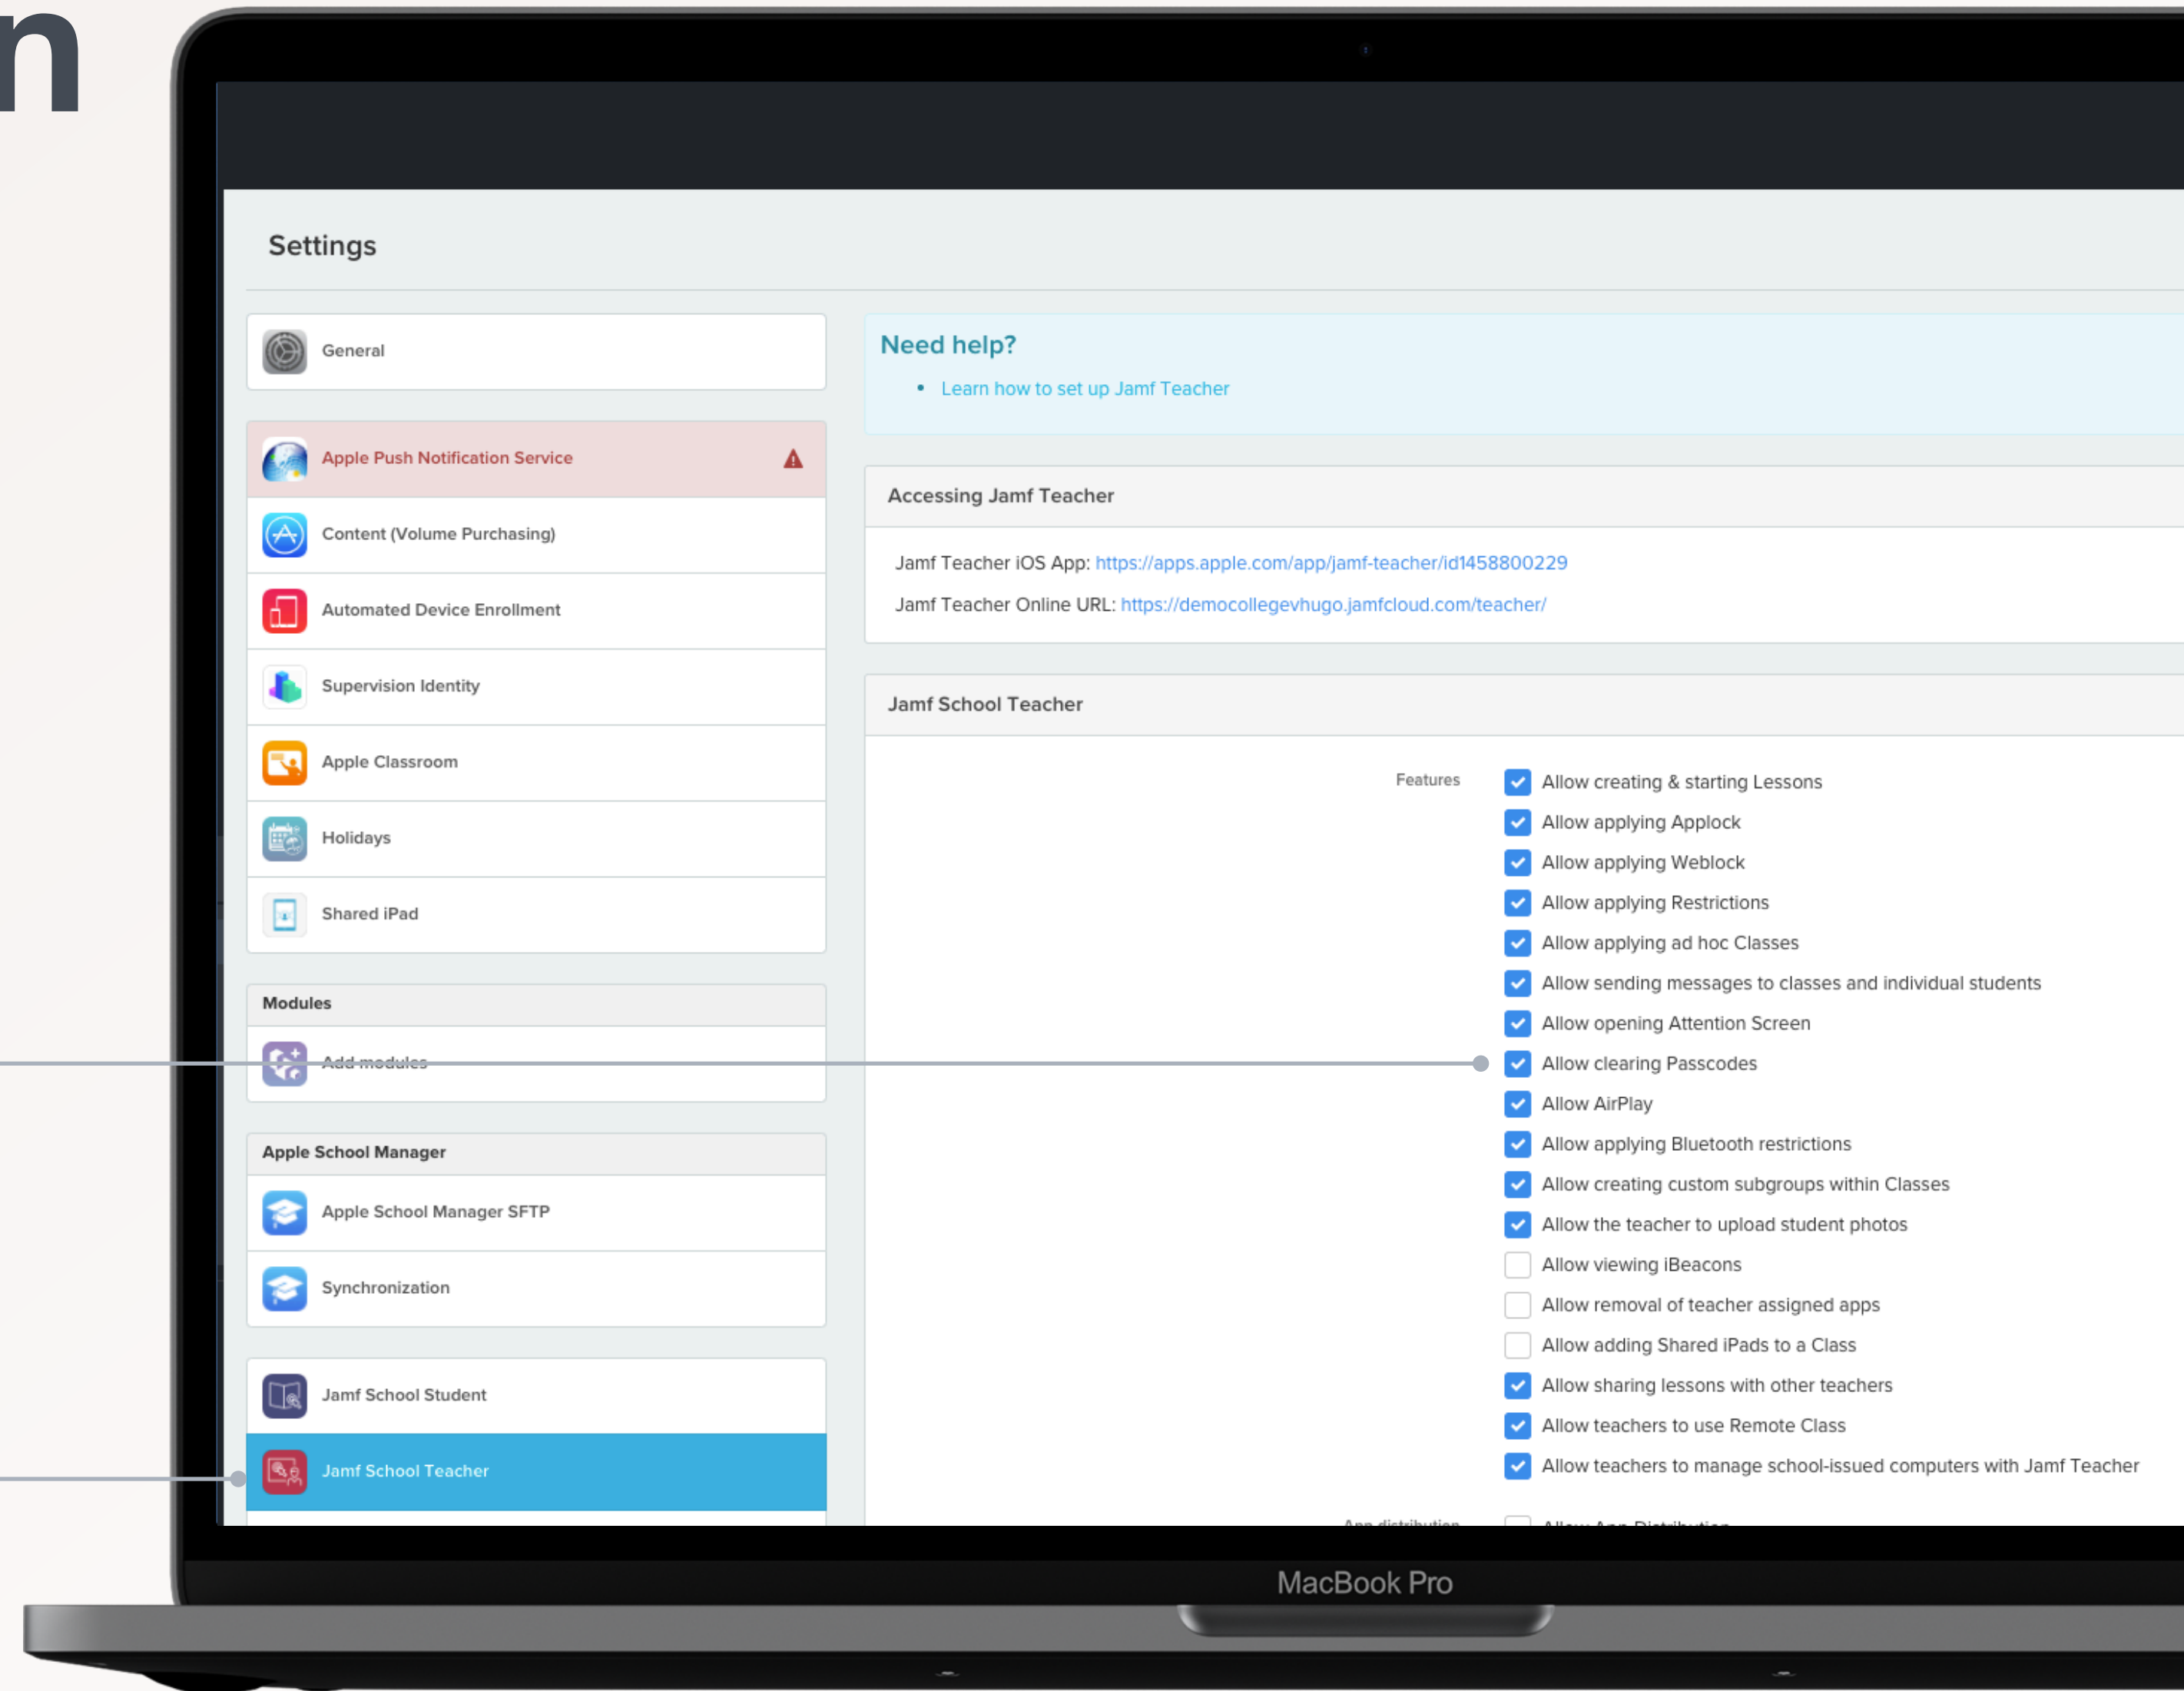 n
Settings
General
Apple Push Notification Service
Content (Volume Purchasing)
Automated Device Enrollment
Supervision Identity
Apple Classroom
Holidays
Shared iPad
Modules
Add modules
Apple School Manager
Apple School Manager SFTP
Synchronization
Jamf School Student
Jamf School Teacher
Need help?
• Learn how to set up Jamf Teacher
Accessing Jamf Teacher
Jamf Teacher iOS App: https://apps.apple.com/app/jamf-teacher/id1458800229
Jamf Teacher Online URL: https://democollegevhugo.jamfcloud.com/teacher/
Jamf School Teacher
Features
Allow creating & starting Lessons
Allow applying Applock
Allow applying Weblock
Allow applying Restrictions
Allow applying ad hoc Classes
Allow sending messages to classes and individual students
Allow opening Attention Screen
Allow clearing Passcodes
Allow AirPlay
Allow applying Bluetooth restrictions
Allow creating custom subgroups within Classes
Allow the teacher to upload student photos
Allow viewing iBeacons
Allow removal of teacher assigned apps
Allow adding Shared iPads to a Class
Allow sharing lessons with other teachers
Allow teachers to use Remote Class
Allow teachers to manage school-issued computers with Jamf Teacher
App distribution
Allow App Distribution
MacBook Pro